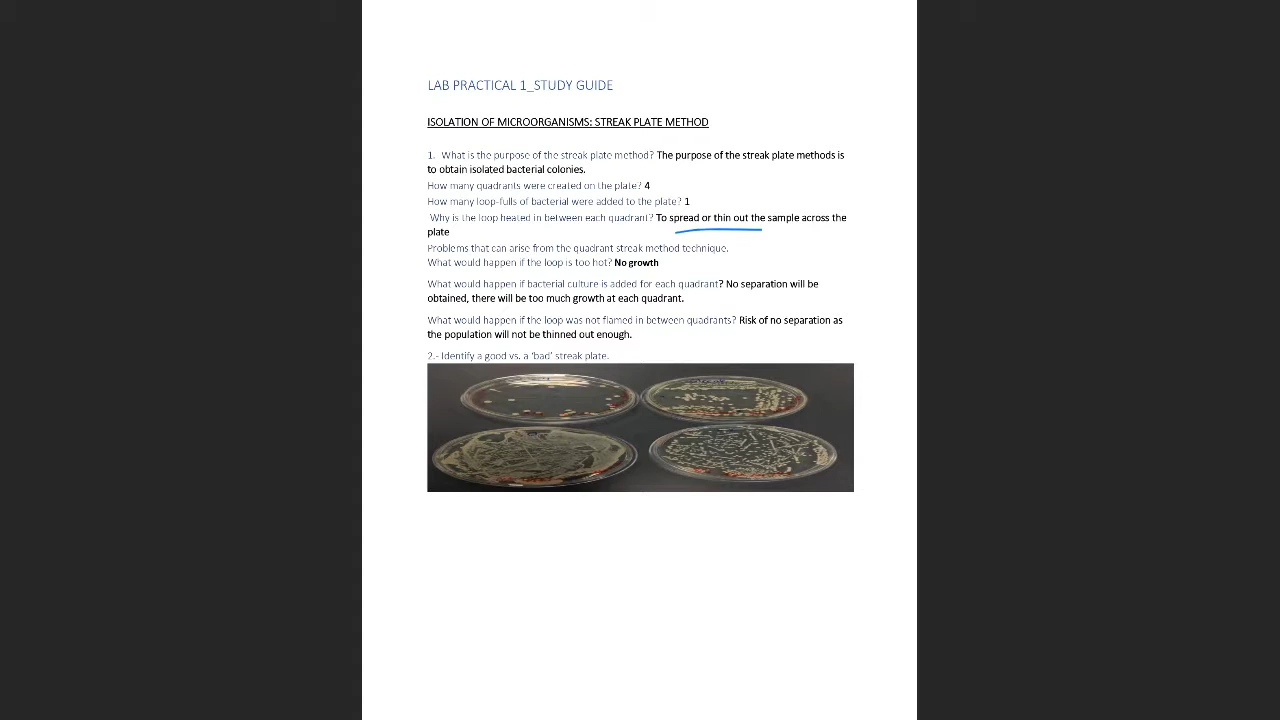 LAB PRACTICAL 1_STUDY GUIDE
ISOLATION OF MICROORGANISMS: STREAK PLATE METHOD
1. What is the purpose of the streak plate method? The purpose of the streak plate methods is
to obtain isolated bacterial colonies.
How many quadrants were created on the plate? 4
How many loop-fulls of bacterial were added to the plate? 1
Why is the loop heated in between each quadrant? To spread or thin out the sample across the
plate
Problems that can arise from the quadrant streak method technique.
What would happen if the loop is too hot? No growth
What would happen if bacterial culture is added for each quadrant? No separation will be
obtained, there will be too much growth at each quadrant.
What would happen if the loop was not flamed in between quadrants? Risk of no separation as
the population will not be thinned out enough.
2.- Identify a good vs. a ‘bad’ streak plate.